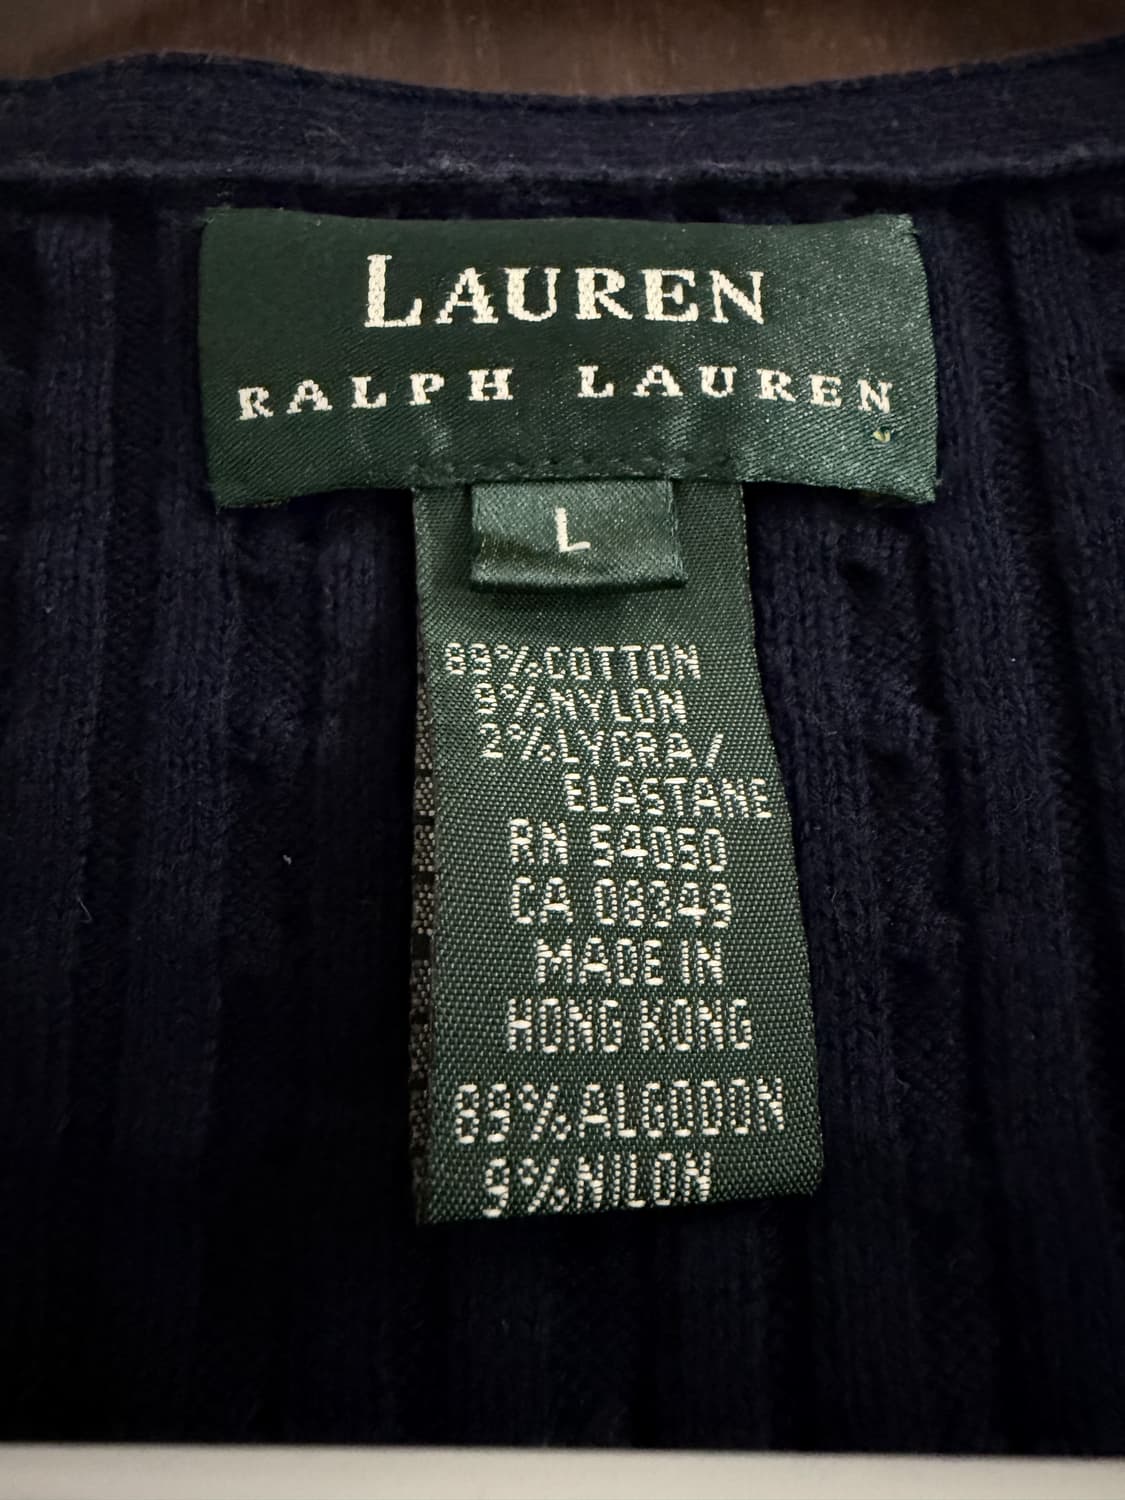 LAUREN
RALPH LAUREN
L
89%COTTON
9%NYLON
2%LYCRA/
ELASTANE
RN 54050
CA 08249
MADE IN
HONG KONG
89%ALGODON
9%NILON